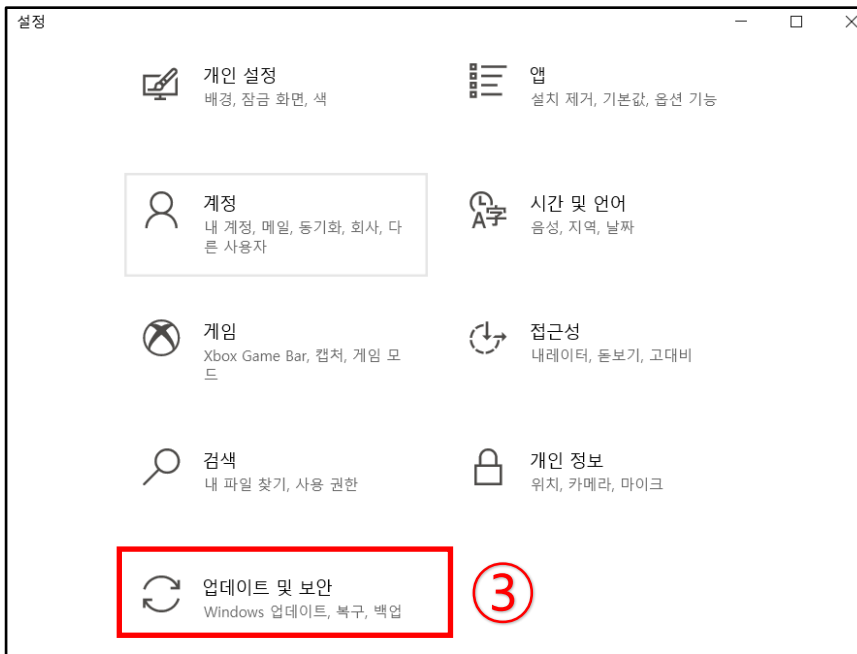 설정
개인 설정
배경, 잠금 화면, 색
앱
설치 제거, 기본값, 옵션 기능
계정
내 계정, 메일, 동기화, 회사, 다
른 사용자
시간 및 언어
음성, 지역, 날짜
게임
Xbox Game Bar, 캡처, 게임 모
드
접근성
내레이터, 돋보기, 고대비
검색
내 파일 찾기, 사용 권한
개인 정보
위치, 카메라, 마이크
업데이트 및 보안
Windows 업데이트, 복구, 백업
③